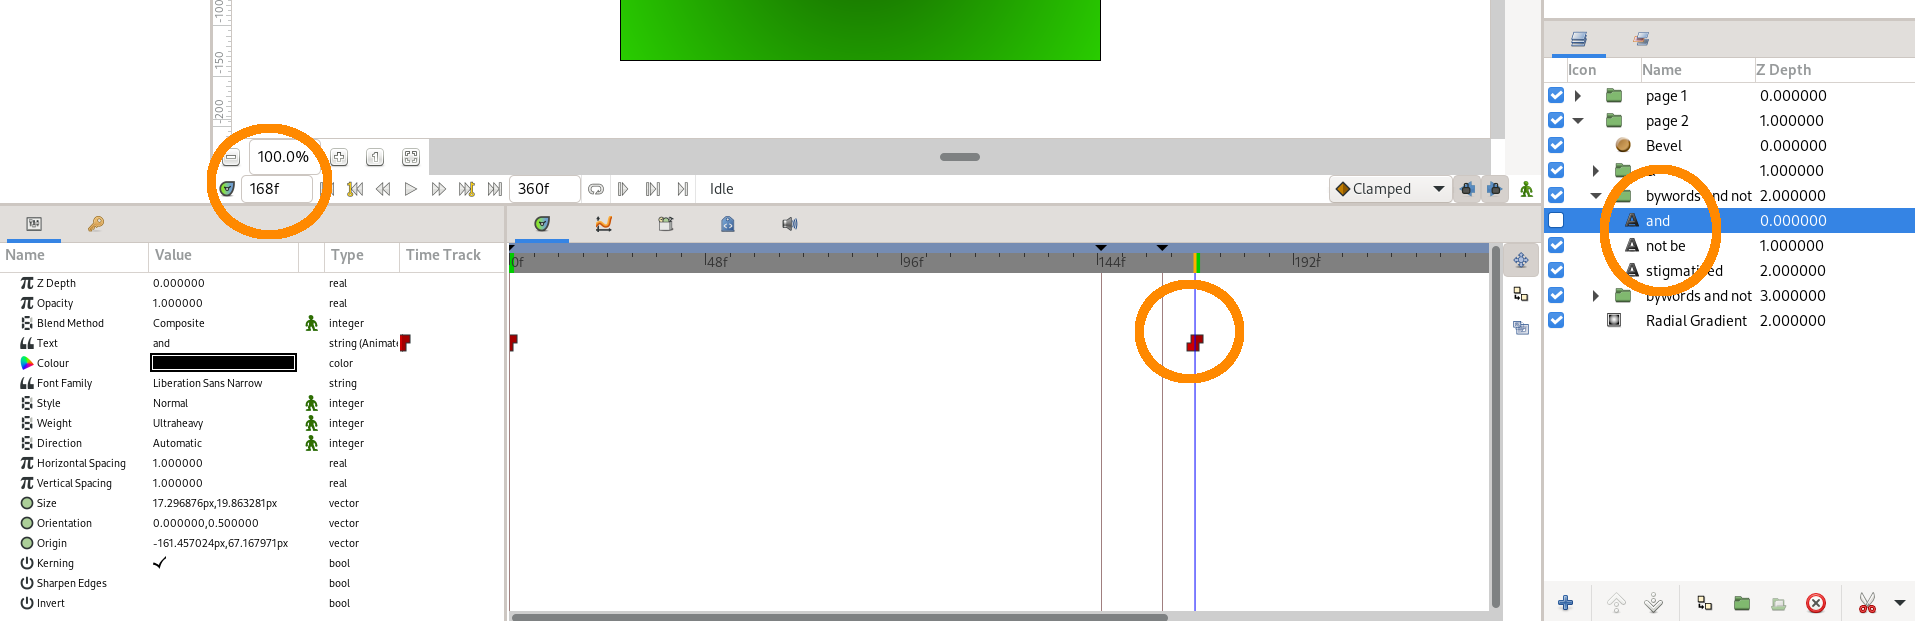 -100
-150
-200
100.0%
168f
360f
Idle
Clamped
Name Value Type Time Track
Z Depth 0.000000 real
Opacity 1.000000 real
Blend Method Composite integer
Text and string (Animat
Colour color
Font Family Liberation Sans Narrow string
Style Normal integer
Weight Ultraheavy integer
Direction Automatic integer
Horizontal Spacing 1.000000 real
Vertical Spacing 1.000000 real
Size 17.296876px,19.863281px vector
Orientation 0.000000,0.500000 vector
Origin -161.457024px,67.167971px vector
Kerning bool
Sharpen Edges bool
Invert bool
0f 48f 96f 144f 192f
Icon Name Z Depth
page 1 0.000000
page 2 1.000000
Bevel 0.000000
1.000000
bywords and not 2.000000
and 0.000000
not be 1.000000
stigmatised 2.000000
bywords and not 3.000000
Radial Gradient 2.000000